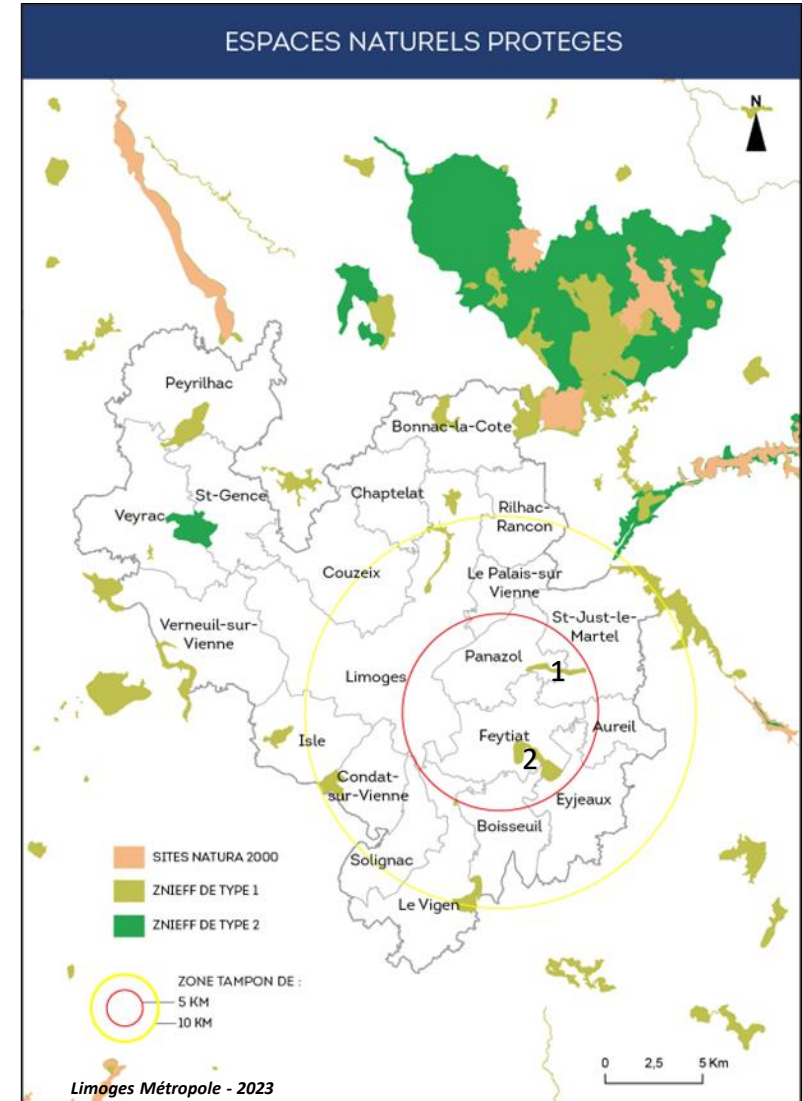 ESPACES NATURELS PROTEGES
N
Peyrilhac
Bonnac-la-Cote
St-Gence
Chaptelat
Veyrac
Rilhac-
Rancon
Couzeix
Le Palais-sur
Vienne
St-Just-le-
Martel
Verneuil-sur-
Vienne
Panazol
1
Limoges
Feytiat
Aureil
Isle
2
Condat-
sur-Vienne
Eyjeaux
Boisseuil
Solignac
Le Vigen
SITES NATURA 2000
ZNIEFF DE TYPE 1
ZNIEFF DE TYPE 2
ZONE TAMPON DE :
5 KM
10 KM
0 2,5 5 Km
Limoges Métropole - 2023